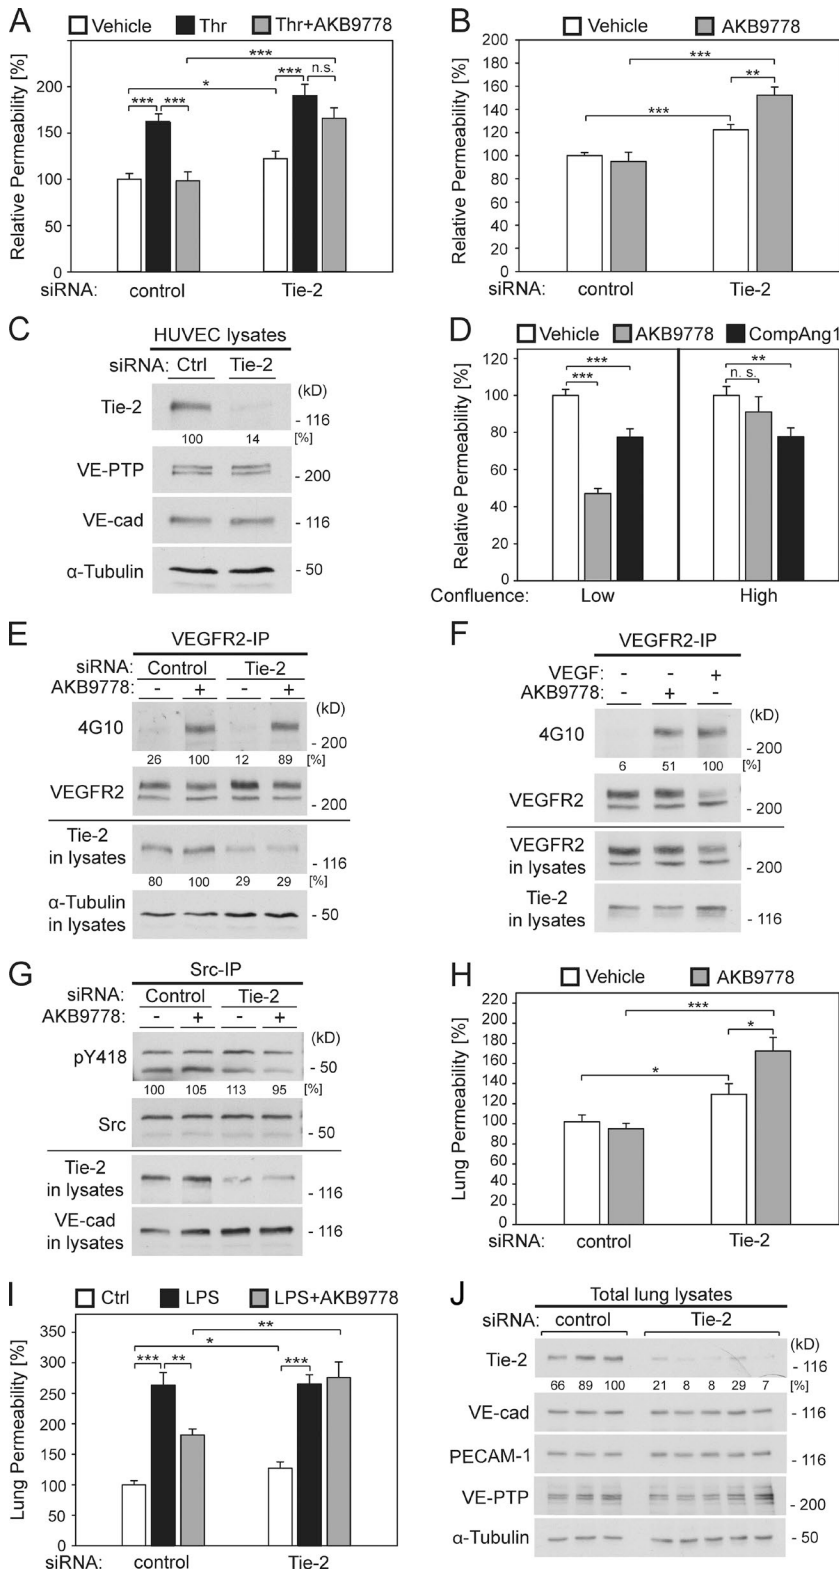 A
Vehicle Thr Thr+AKB9778
Relative Permeability [%]
200
150
100
50
0
*** *** * *** *** n.s.
siRNA: control Tie-2
B
Vehicle AKB9778
Relative Permeability [%]
200
180
160
140
120
100
80
60
40
20
0
*** *** **
siRNA: control Tie-2
C
HUVEC lysates
siRNA: Ctrl Tie-2
(kD)
Tie-2 - 116
100 14 [%]
VE-PTP - 200
VE-cad - 116
α-Tubulin - 50
D
Vehicle AKB9778 CompAng1
Relative Permeability [%]
120
100
80
60
40
20
0
*** *** ** n. s.
Confluence: Low High
E
VEGFR2-IP
siRNA: Control Tie-2
AKB9778: - + - +
(kD)
4G10 - 200
26 100 12 89 [%]
VEGFR2 - 200
Tie-2
in lysates - 116
80 100 29 29 [%]
α-Tubulin
in lysates - 50
F
VEGFR2-IP
VEGF: - - +
AKB9778: - + -
(kD)
4G10 - 200
6 51 100 [%]
VEGFR2 - 200
VEGFR2
in lysates - 200
Tie-2
in lysates - 116
G
Src-IP
siRNA: Control Tie-2
AKB9778: - + - +
(kD)
pY418 - 50
100 105 113 95 [%]
Src - 50
Tie-2
in lysates - 116
VE-cad
in lysates - 116
H
Vehicle AKB9778
Lung Permeability [%]
220
200
180
160
140
120
100
80
60
40
20
0
*** * *
siRNA: control Tie-2
I
Ctrl LPS LPS+AKB9778
Lung Permeability [%]
350
300
250
200
150
100
50
0
*** ** * ** ***
siRNA: control Tie-2
J
Total lung lysates
siRNA: control Tie-2
(kD)
Tie-2 - 116
66 89 100 21 8 8 29 7 [%]
VE-cad - 116
PECAM-1 - 116
VE-PTP - 200
α-Tubulin - 50